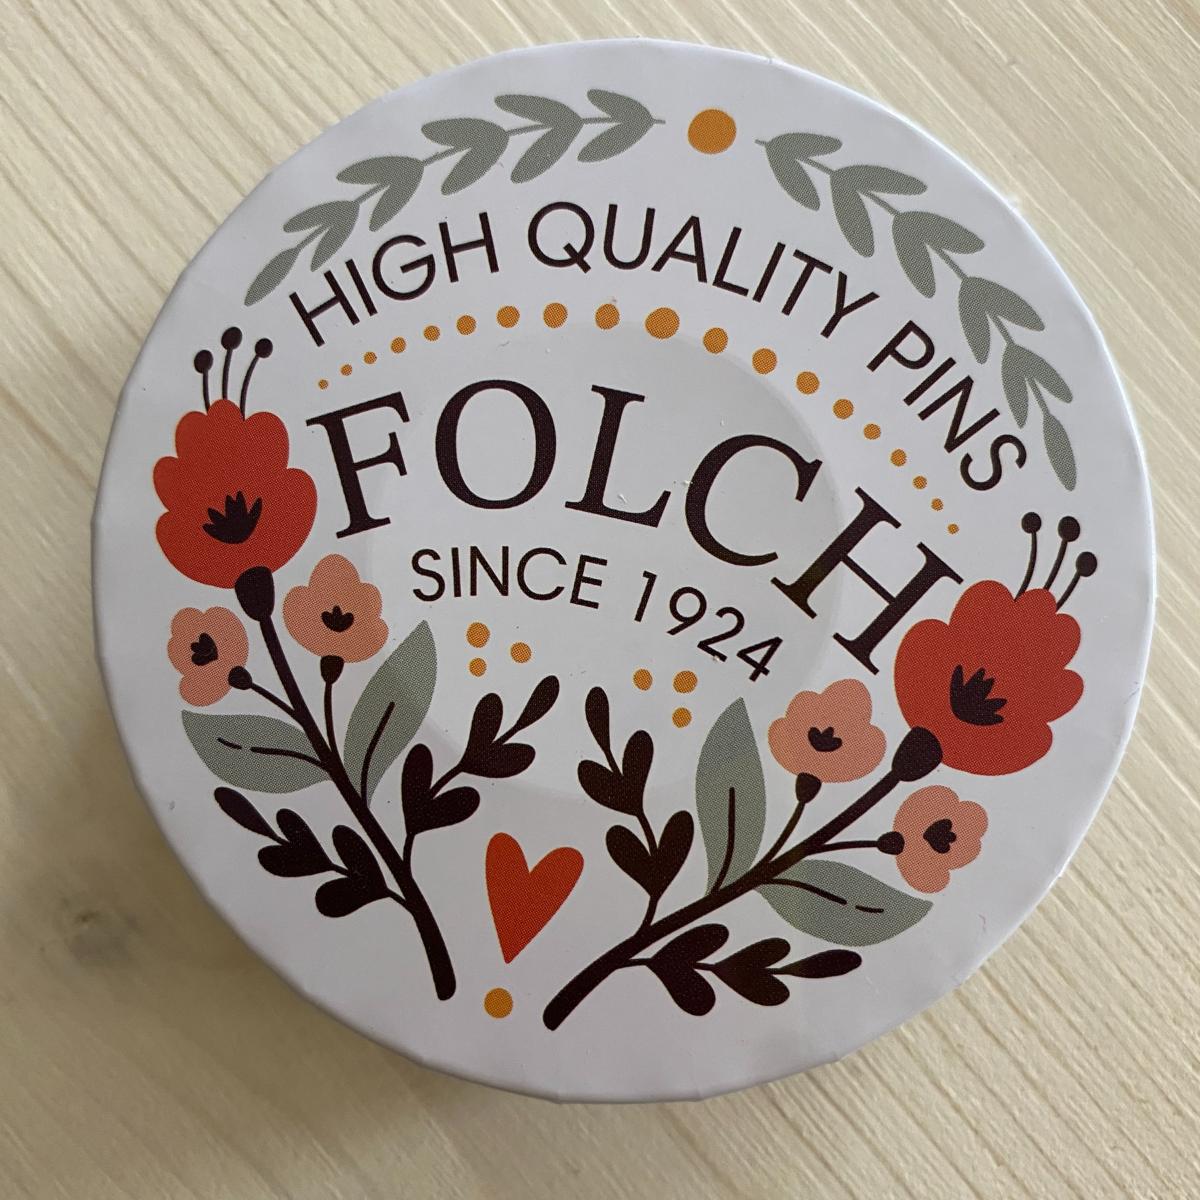 HIGH QUALITY PINS
FOLCH
SINCE 1924